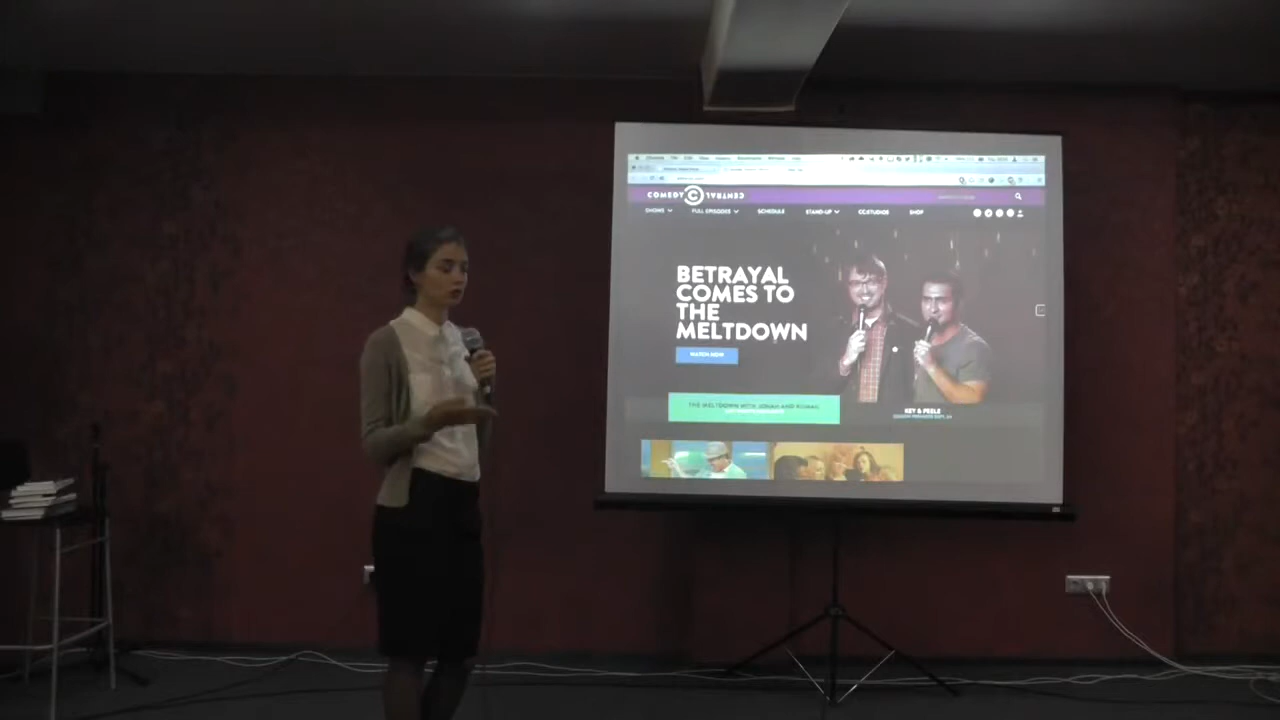 COMEDY C CENTRAL
SHOWS FULL EPISODES SCHEDULE STAND-UP CC:STUDIOS SHOP
BETRAYAL
COMES TO
THE
MELTDOWN
WATCH NOW
THE MELTDOWN WITH JONAH AND KUMAIL
KEY & PEELE